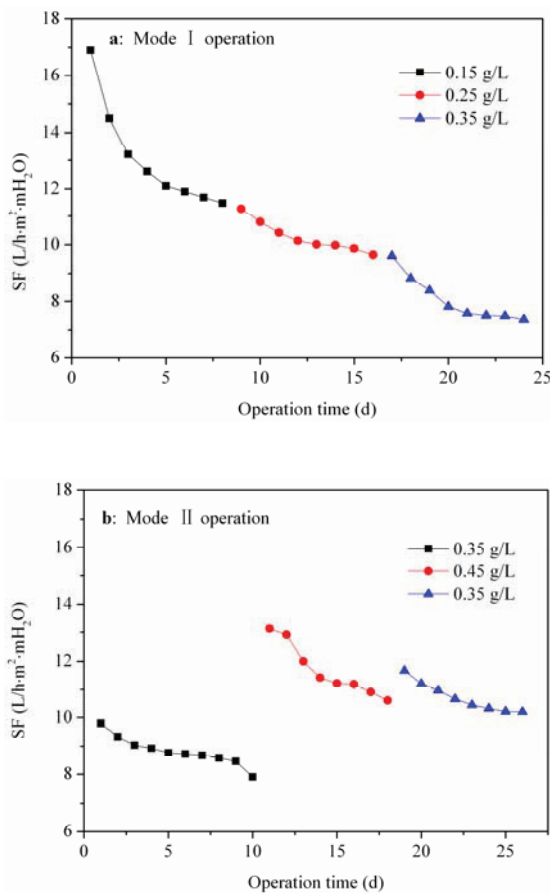 18
a: Mode Ⅰ operation
16
0.15 g/L
0.25 g/L
14
0.35 g/L
12
10
8
6
0 5 10 15 20 25
SF (L/h·m²·mH₂O)
Operation time (d)
18
b: Mode Ⅱ operation
16
0.35 g/L
0.45 g/L
14
0.35 g/L
12
10
8
6
0 5 10 15 20 25
SF (L/h·m²·mH₂O)
Operation time (d)